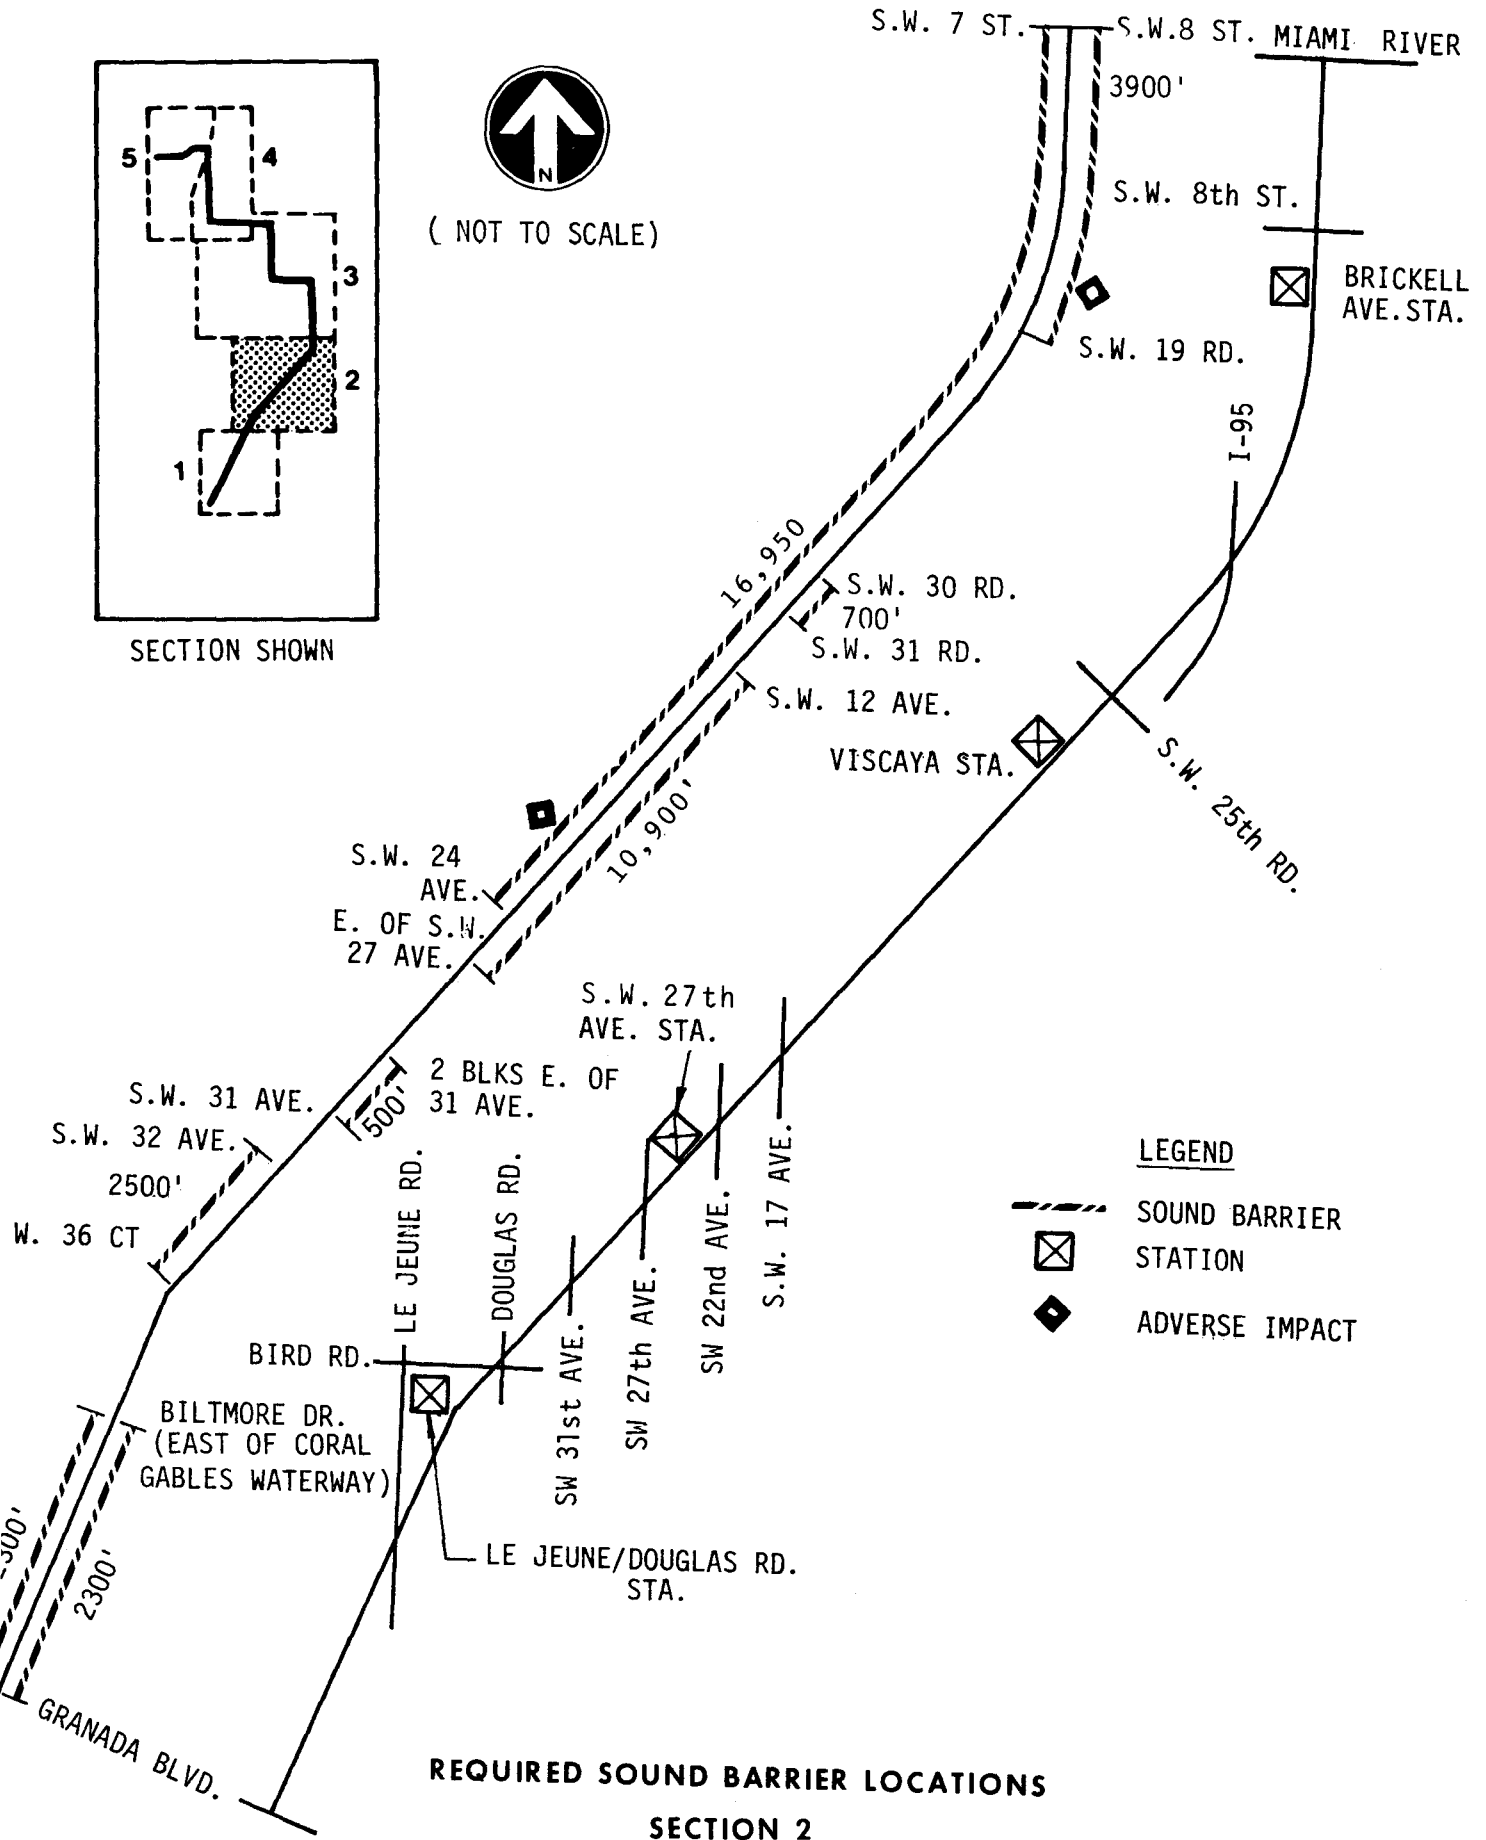 S.W. 7 ST.
S.W.8 ST.
MIAMI RIVER
3900'
5
4
3
2
1
N
( NOT TO SCALE)
SECTION SHOWN
S.W. 8th ST.
BRICKELL
AVE.STA.
S.W. 19 RD.
I-95
16,950
S.W. 30 RD.
700'
S.W. 31 RD.
S.W. 12 AVE.
VISCAYA STA.
S.W. 25th RD.
10,900'
S.W. 24
AVE.
E. OF S.W.
27 AVE.
S.W. 27th
AVE. STA.
2 BLKS E. OF
31 AVE.
500'
S.W. 31 AVE.
S.W. 32 AVE.
2500'
W. 36 CT
LE JEUNE RD.
DOUGLAS RD.
SW 31st AVE.
SW 27th AVE.
SW 22nd AVE.
S.W. 17 AVE.
BIRD RD.
BILTMORE DR.
(EAST OF CORAL
GABLES WATERWAY)
300'
2300'
LE JEUNE/DOUGLAS RD.
STA.
GRANADA BLVD.
LEGEND
SOUND BARRIER
STATION
ADVERSE IMPACT
REQUIRED SOUND BARRIER LOCATIONS
SECTION 2